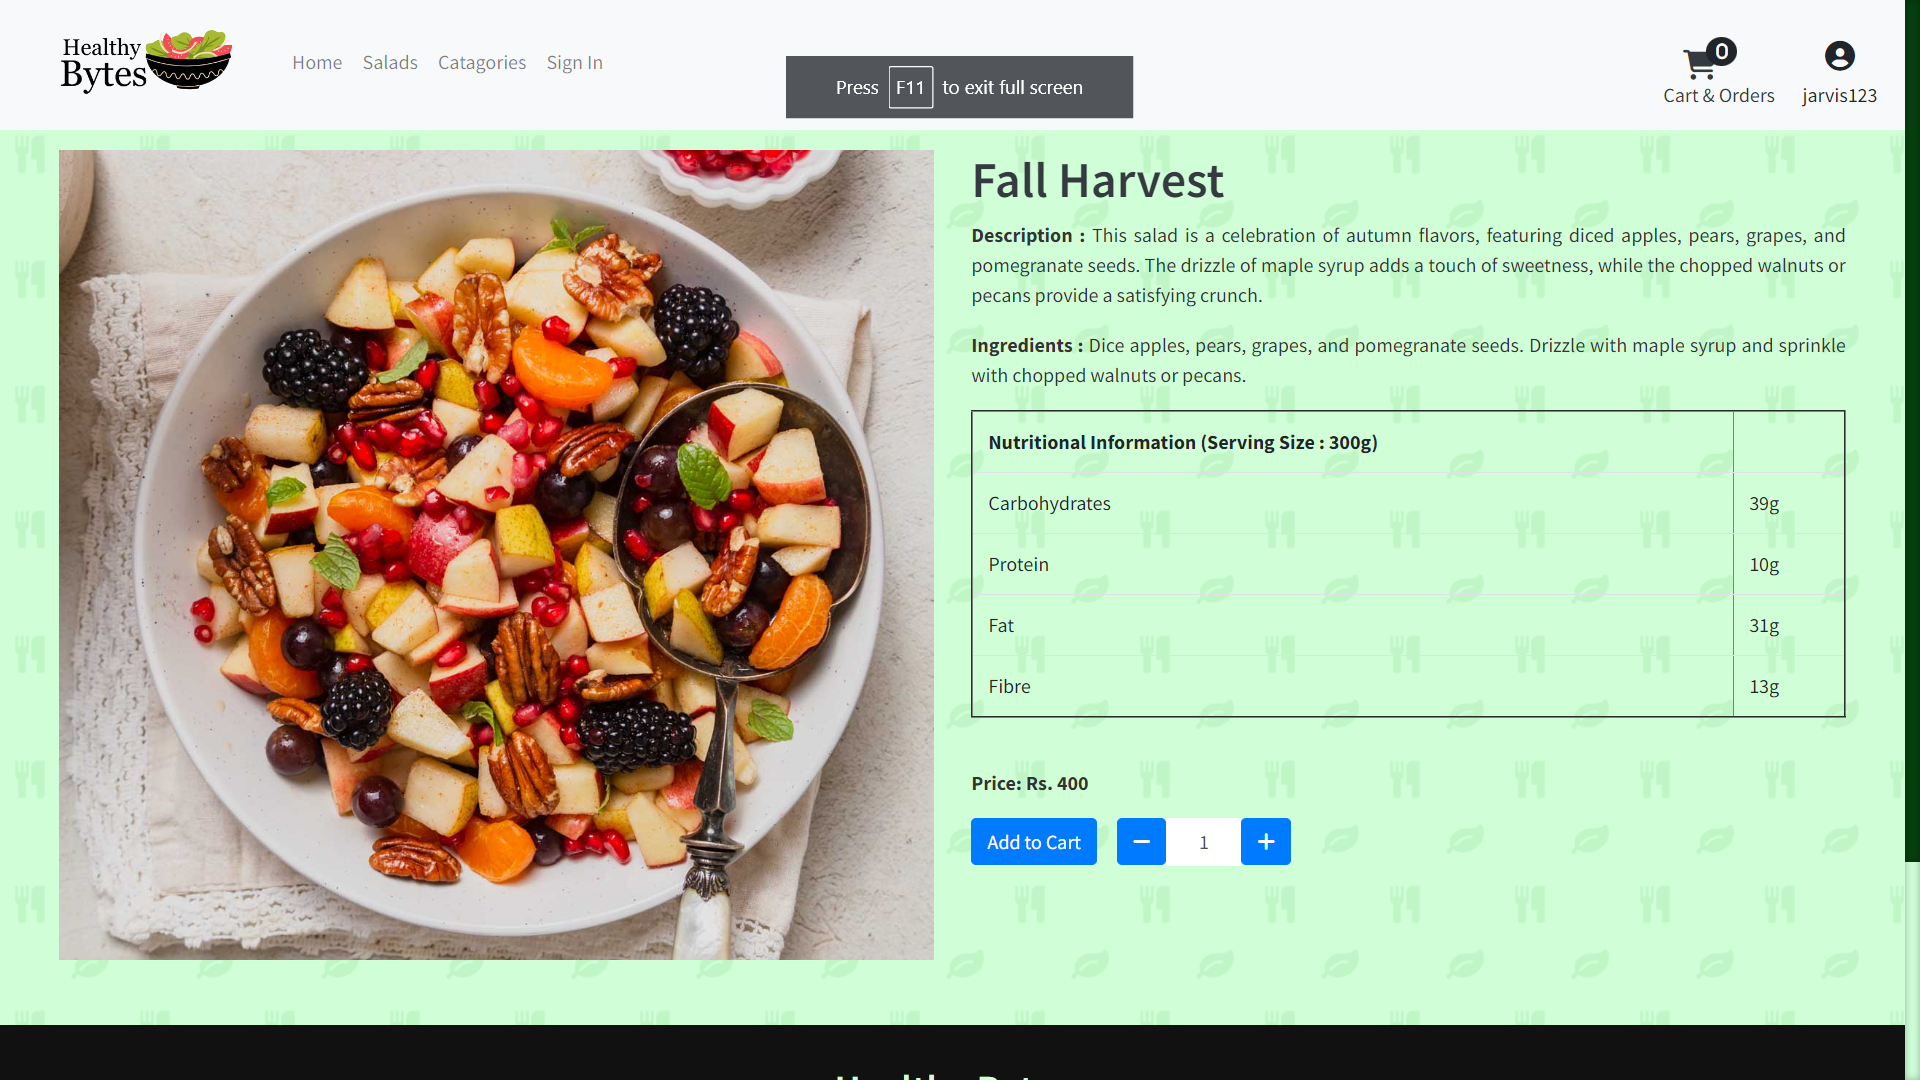 Healthy
Bytes
Home Salads Catagories Sign In
Press F11 to exit full screen
0
Cart & Orders
jarvis123
Fall Harvest
Description : This salad is a celebration of autumn flavors, featuring diced apples, pears, grapes, and
pomegranate seeds. The drizzle of maple syrup adds a touch of sweetness, while the chopped walnuts or
pecans provide a satisfying crunch.
Ingredients : Dice apples, pears, grapes, and pomegranate seeds. Drizzle with maple syrup and sprinkle
with chopped walnuts or pecans.
Nutritional Information (Serving Size : 300g)
Carbohydrates 39g
Protein 10g
Fat 31g
Fibre 13g
Price: Rs. 400
Add to Cart − 1 +